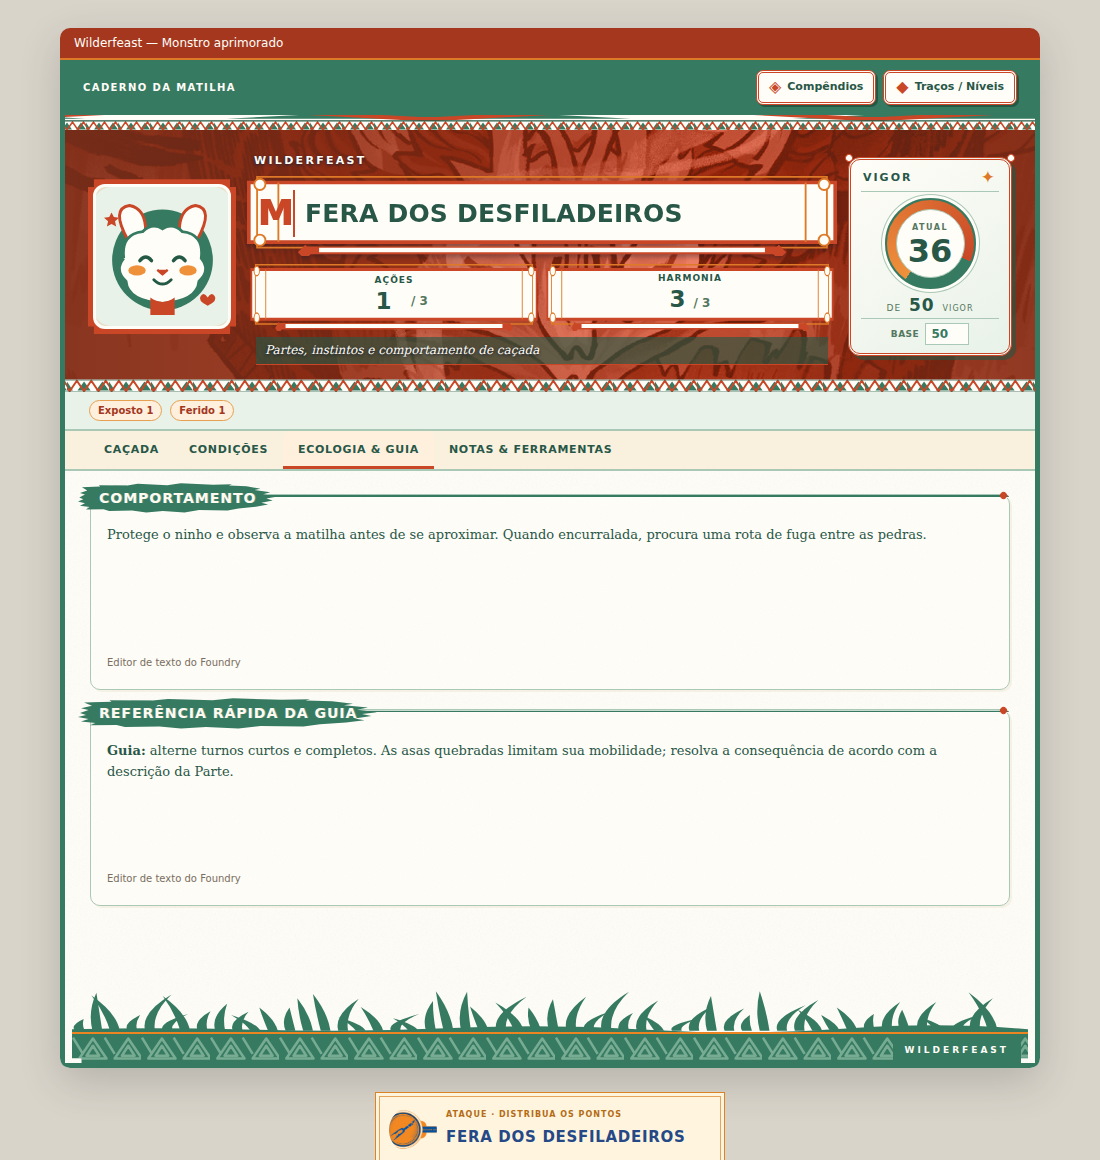 Wilderfeast — Monstro aprimorado
CADERNO DA MATILHA
◈ Compêndios
◆ Traços / Níveis
WILDERFEAST
M FERA DOS DESFILADEIROS
AÇÕES
1 / 3
HARMONIA
3 / 3
Partes, instintos e comportamento de caçada
VIGOR ✦
ATUAL
36
DE 50 VIGOR
BASE 50
Exposto 1
Ferido 1
CAÇADA
CONDIÇÕES
ECOLOGIA & GUIA
NOTAS & FERRAMENTAS
COMPORTAMENTO
Protege o ninho e observa a matilha antes de se aproximar. Quando encurralada, procura uma rota de fuga entre as pedras.
Editor de texto do Foundry
REFERÊNCIA RÁPIDA DA GUIA
Guia: alterne turnos curtos e completos. As asas quebradas limitam sua mobilidade; resolva a consequência de acordo com a
descrição da Parte.
Editor de texto do Foundry
WILDERFEAST
ATAQUE · DISTRIBUA OS PONTOS
FERA DOS DESFILADEIROS